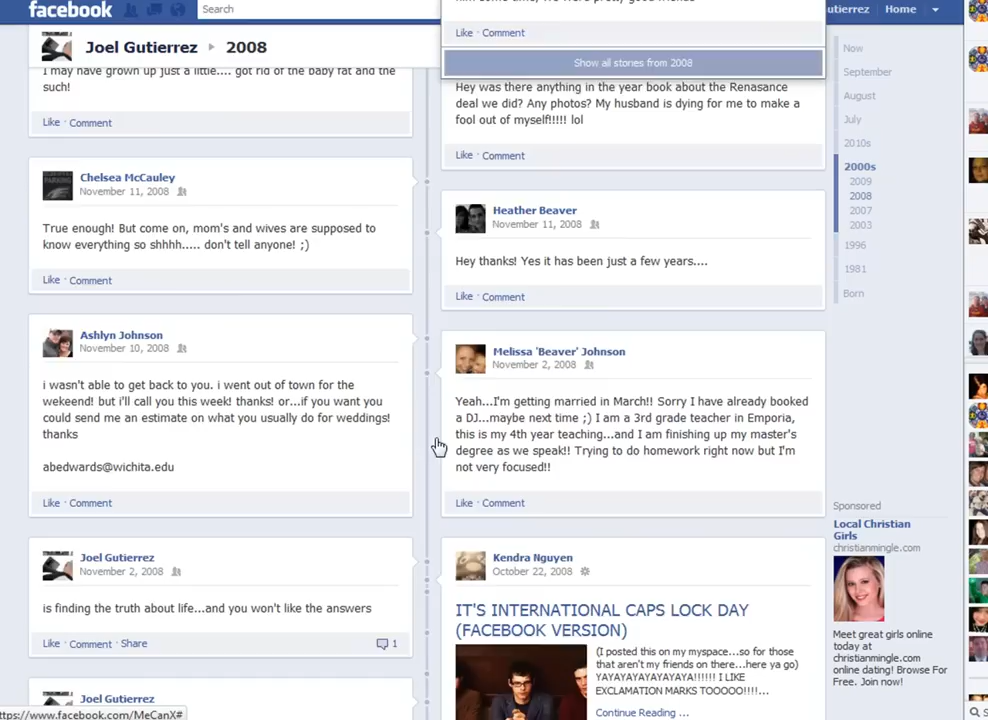 facebook
Search
utierrez Home
Joel Gutierrez ▸ 2008
Like · Comment
Show all stories from 2008
I may have grown up just a little.... got rid of the baby fat and the
such!
Like · Comment
Hey was there anything in the year book about the Renasance
deal we did? Any photos? My husband is dying for me to make a
fool out of myself!!!!! lol
Like · Comment
Chelsea McCauley
November 11, 2008
True enough! But come on, mom's and wives are supposed to
know everything so shhhh..... don't tell anyone! ;)
Like · Comment
Heather Beaver
November 11, 2008
Hey thanks! Yes it has been just a few years....
Like · Comment
Ashlyn Johnson
November 10, 2008
i wasn't able to get back to you. i went out of town for the
wekeend! but i'll call you this week! thanks! or...if you want you
could send me an estimate on what you usually do for weddings!
thanks
abedwards@wichita.edu
Like · Comment
Melissa 'Beaver' Johnson
November 2, 2008
Yeah...I'm getting married in March!! Sorry I have already booked
a DJ...maybe next time ;) I am a 3rd grade teacher in Emporia,
this is my 4th year teaching...and I am finishing up my master's
degree as we speak!! Trying to do homework right now but I'm
not very focused!!
Like · Comment
Joel Gutierrez
November 2, 2008
is finding the truth about life...and you won't like the answers
Like · Comment · Share 1
Joel Gutierrez
Kendra Nguyen
October 22, 2008
IT'S INTERNATIONAL CAPS LOCK DAY
(FACEBOOK VERSION)
(I posted this on my myspace...so for those
that aren't my friends on there...here ya go)
YAYAYAYAYAYAYA!!!!!! I LIKE
EXCLAMATION MARKS TOOOOO!!!!...
Continue Reading ...
Now
September
August
July
2010s
2000s
2009
2008
2007
2003
1996
1981
Born
Sponsored
Local Christian
Girls
christianmingle.com
Meet great girls online
today at
christianmingle.com
online dating! Browse For
Free. Join now!
ttps://www.facebook.com/MeCanX#